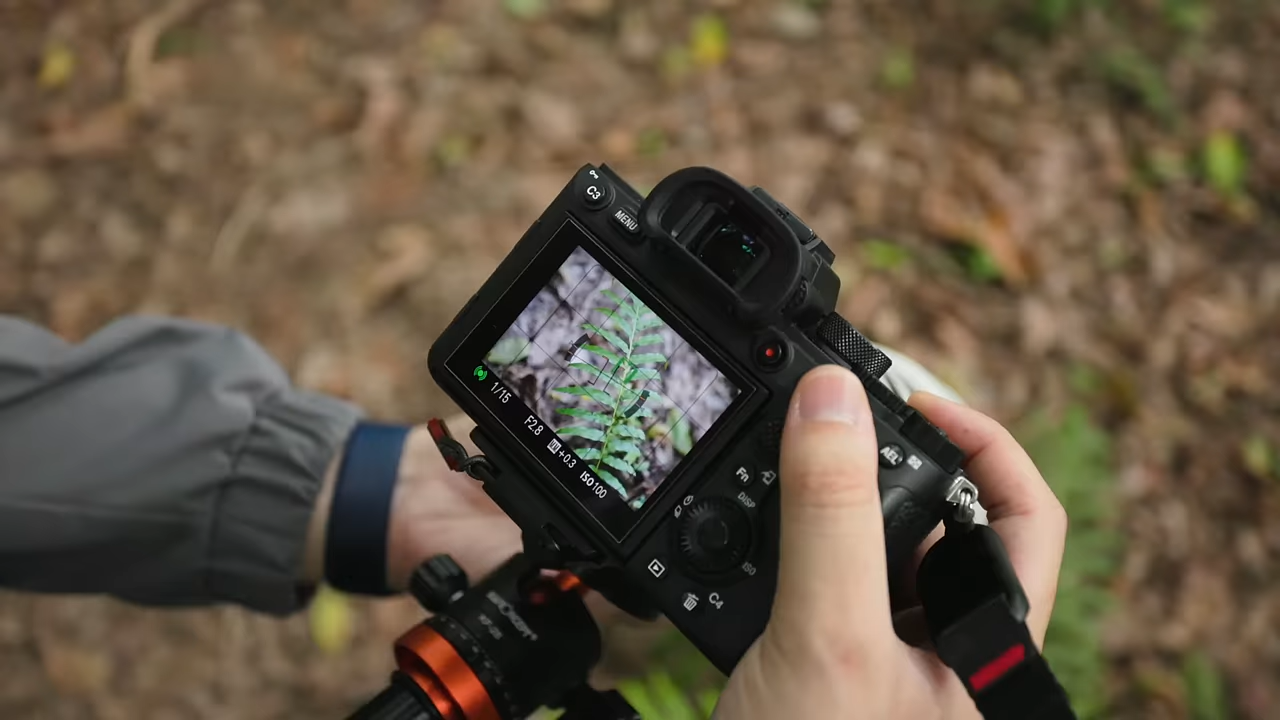 C3
MENU
1/15
F2.8
+0.3
ISO100
AEL
Fn
DISP
ISO
C4